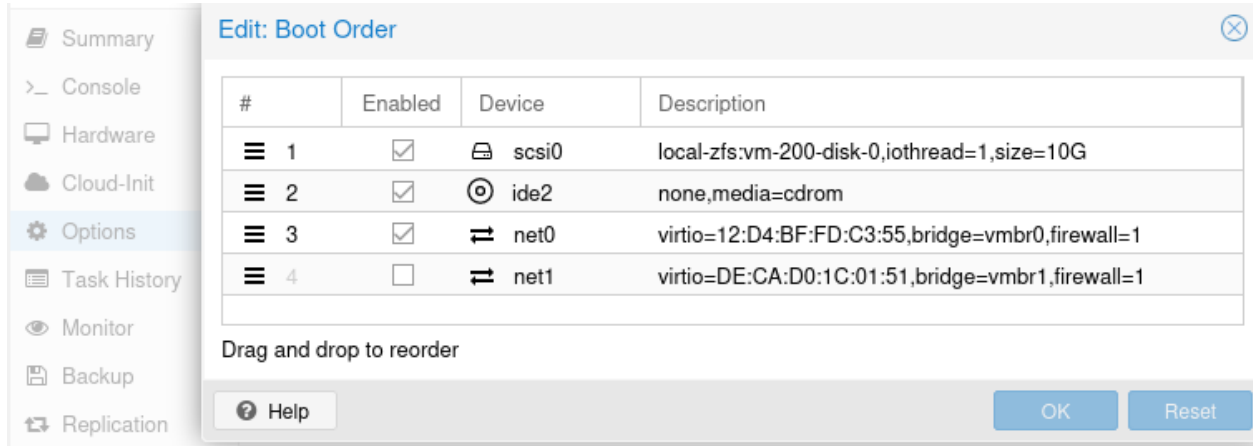 Summary
Console
Hardware
Cloud-Init
Options
Task History
Monitor
Backup
Replication
Edit: Boot Order
# Enabled Device Description
1 scsi0 local-zfs:vm-200-disk-0,iothread=1,size=10G
2 ide2 none,media=cdrom
3 net0 virtio=12:D4:BF:FD:C3:55,bridge=vmbr0,firewall=1
4 net1 virtio=DE:CA:D0:1C:01:51,bridge=vmbr1,firewall=1
Drag and drop to reorder
Help OK Reset